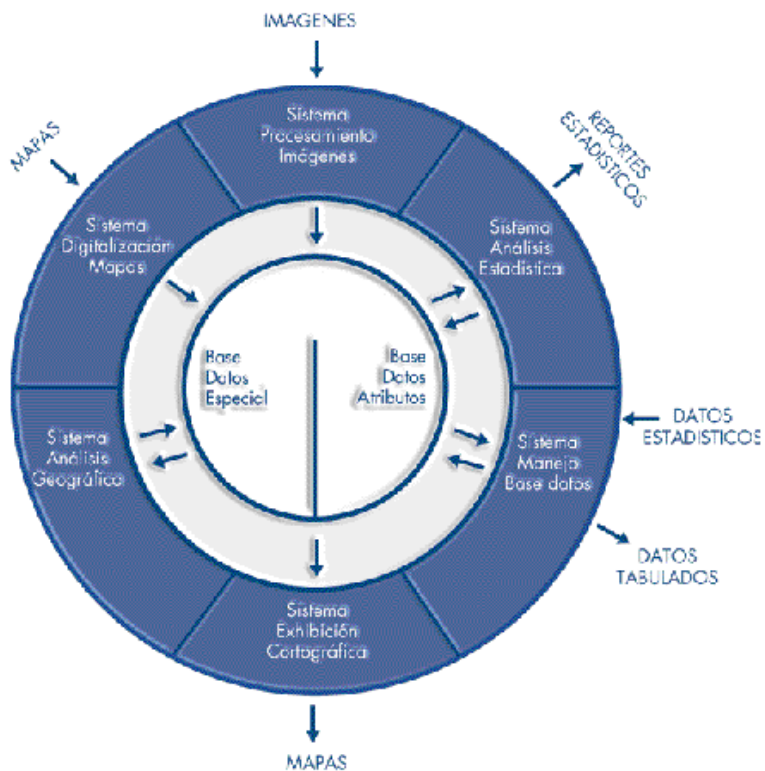 IMAGENES
MAPAS
Sistema
Procesamiento
Imágenes
REPORTES
ESTADISTICOS
Sistema
Digitalización
Mapas
Sistema
Análisis
Estadística
Base
Datos
Especial
Base
Datos
Atributos
DATOS
ESTADISTICOS
Sistema
Análisis
Geográfica
Sistema
Manejo
Base datos
DATOS
TABULADOS
Sistema
Exhibición
Cartográfica
MAPAS